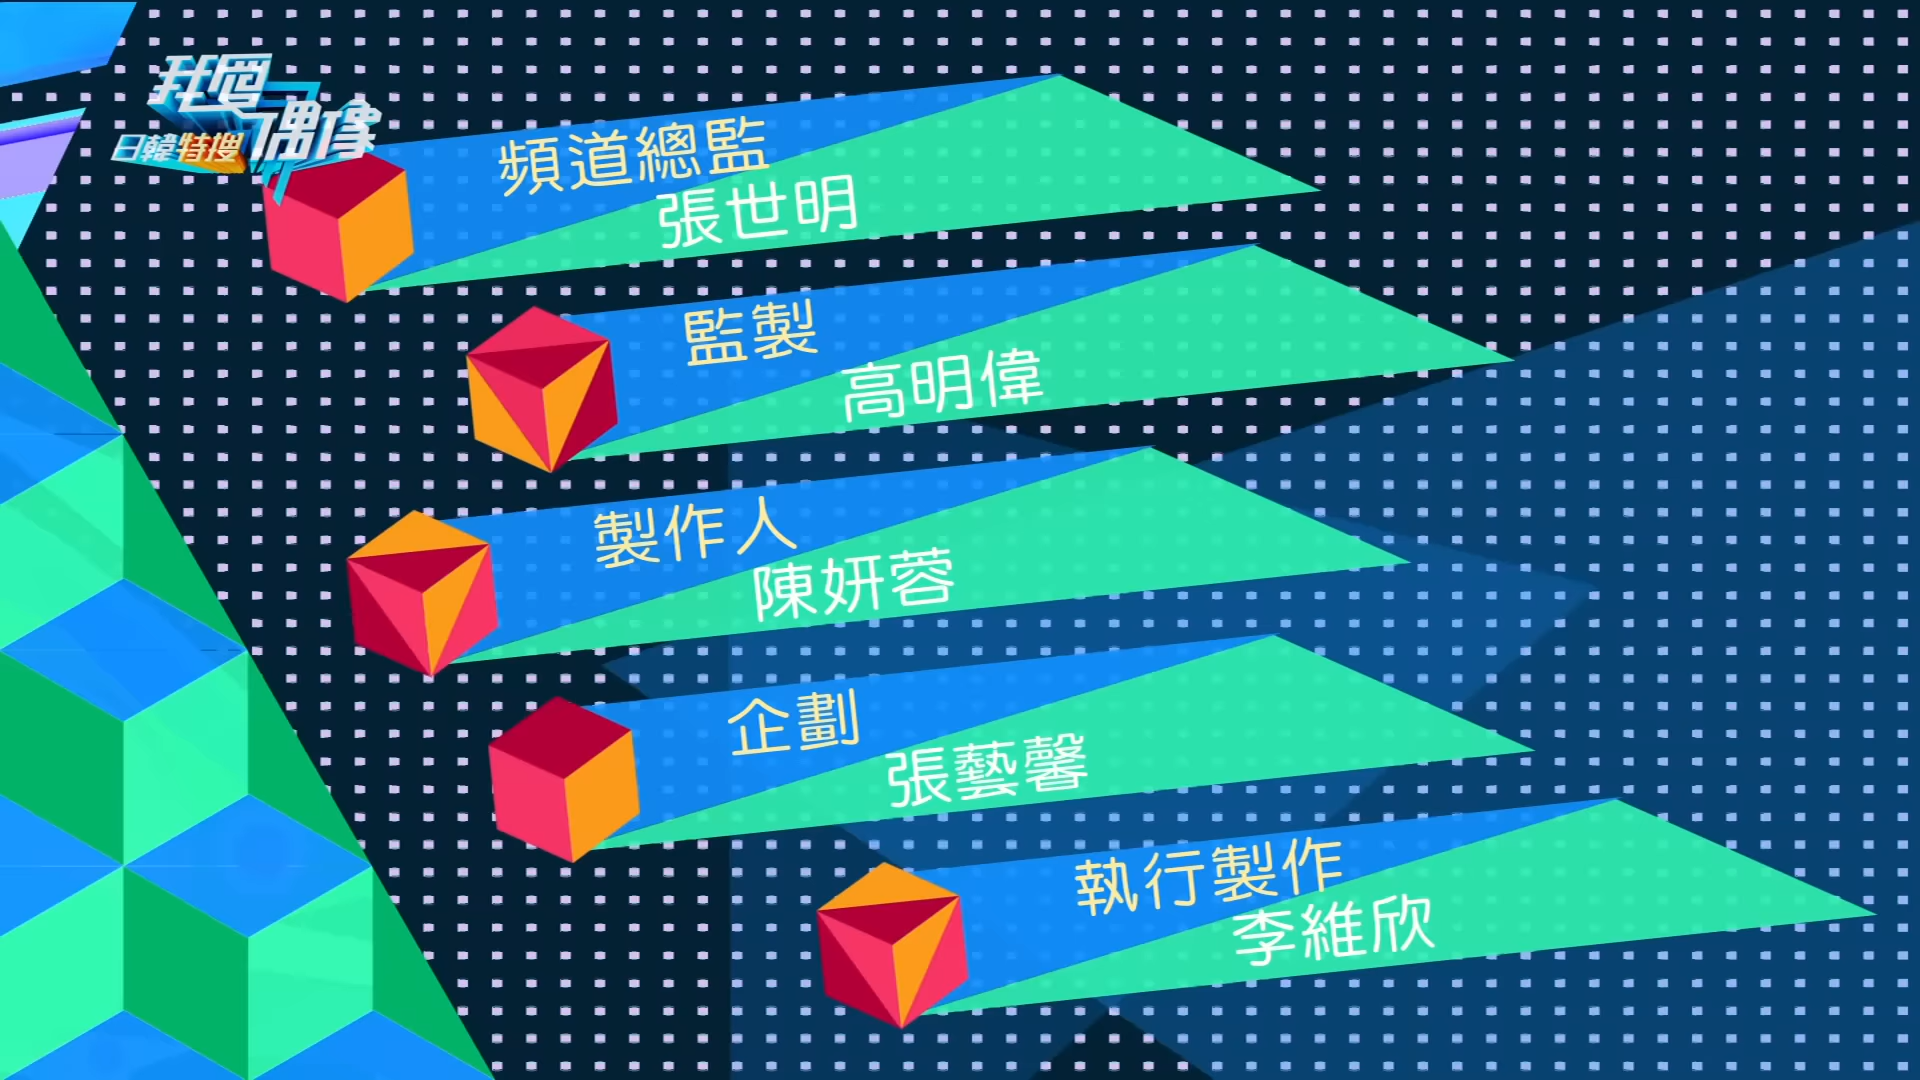 我愛
偶像
日韓特搜
頻道總監
張世明
監製
高明偉
製作人
陳妍蓉
企劃
張藝馨
執行製作
李維欣